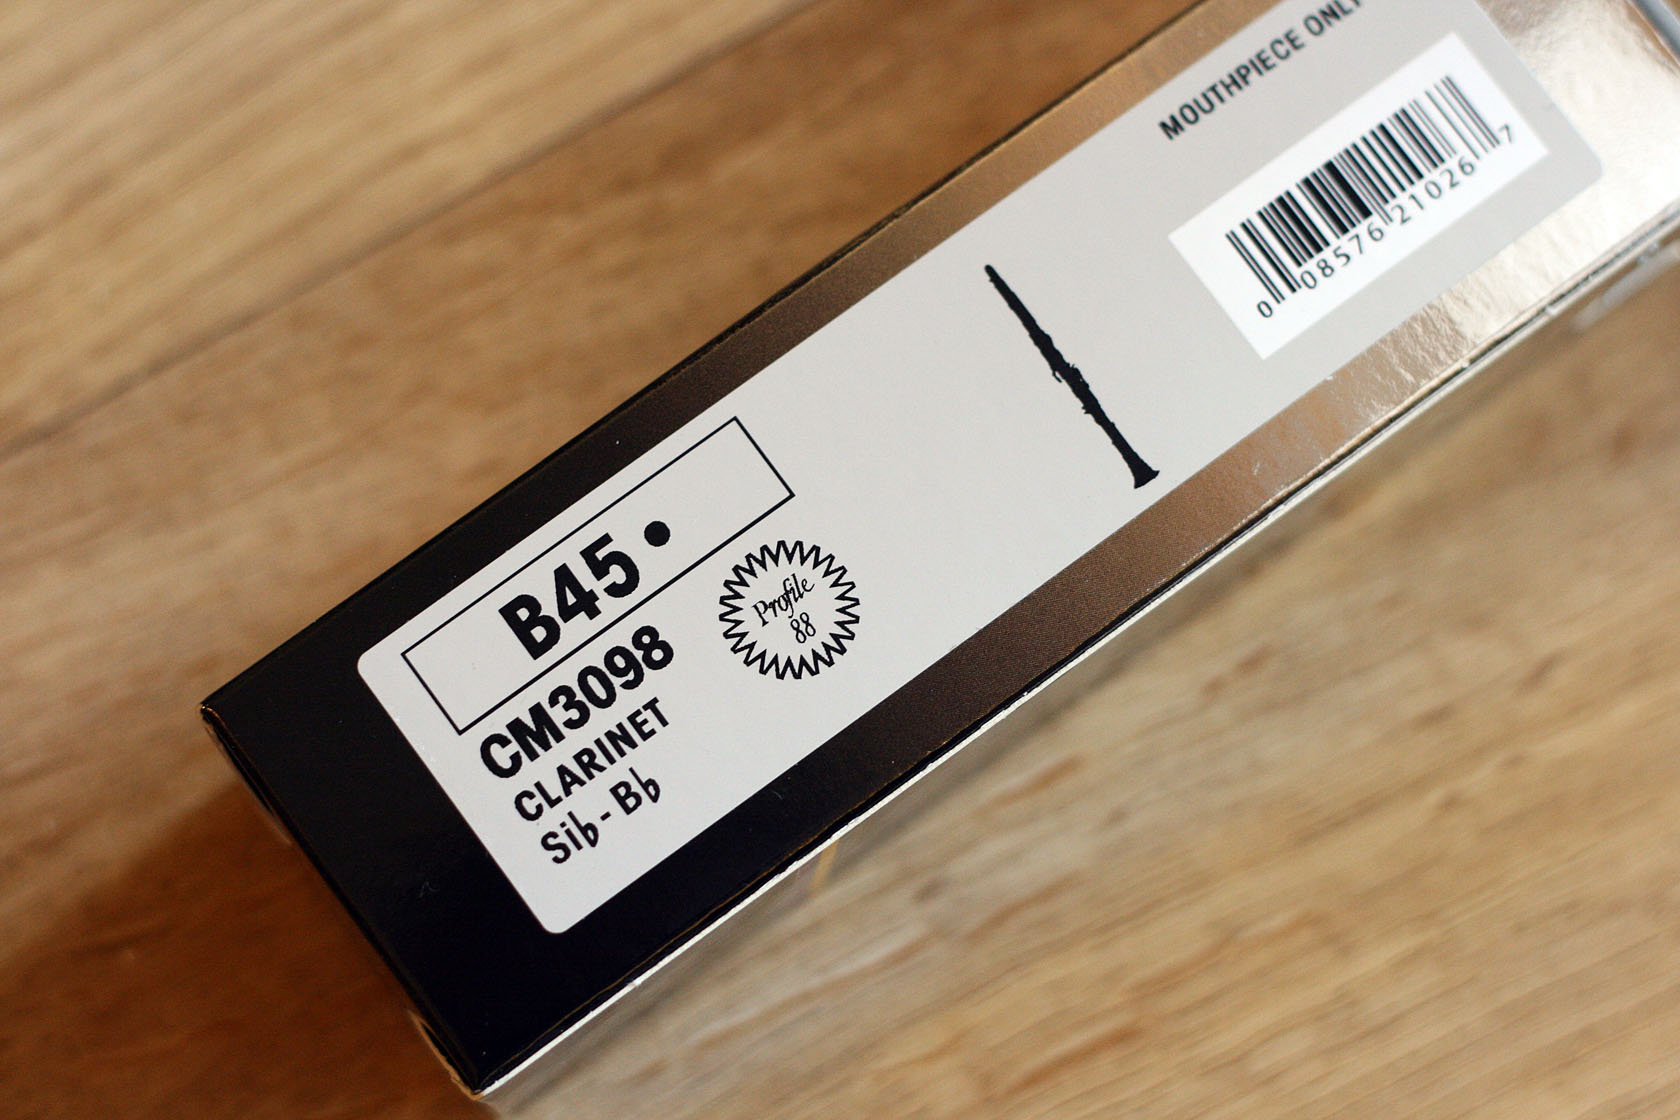 B45●
CM3098
CLARINET
Si♭-B♭
Profile
88
MOUTHPIECE ONLY
0 08576 21026 7